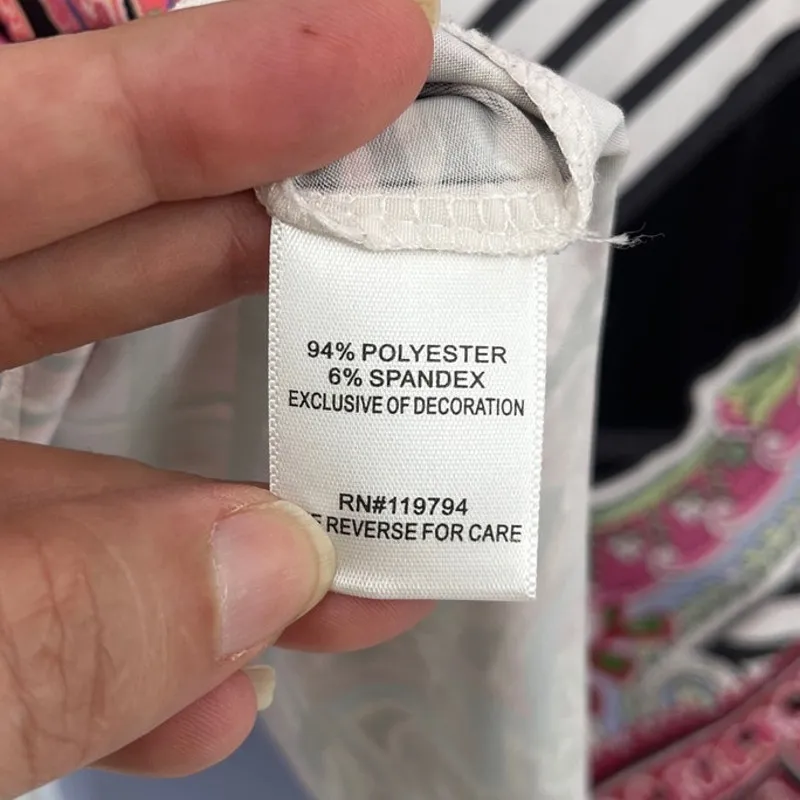 94% POLYESTER
6% SPANDEX
EXCLUSIVE OF DECORATION
RN#119794
REVERSE FOR CARE